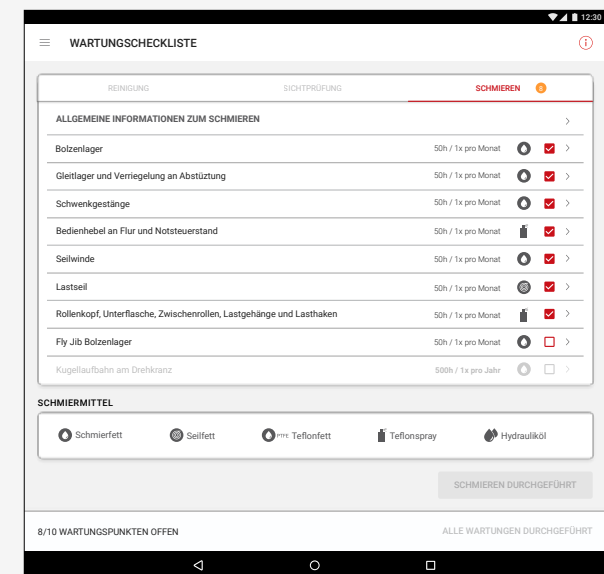 12:30
WARTUNGSCHECKLISTE
REINIGUNG SICHTPRÜFUNG SCHMIEREN 8
ALLGEMEINE INFORMATIONEN ZUM SCHMIEREN
Bolzenlager 50h / 1x pro Monat
Gleitlager und Verriegelung an Abstüztung 50h / 1x pro Monat
Schwenkgestänge 50h / 1x pro Monat
Bedienhebel an Flur und Notsteuerstand 50h / 1x pro Monat
Seilwinde 50h / 1x pro Monat
Lastseil 50h / 1x pro Monat
Rollenkopf, Unterflasche, Zwischenrollen, Lastgehänge und Lasthaken 50h / 1x pro Monat
Fly Jib Bolzenlager 50h / 1x pro Monat
Kugellaufbahn am Drehkranz 500h / 1x pro Jahr
SCHMIERMITTEL
Schmierfett Seilfett PTFE Teflonfett Teflonspray Hydrauliköl
SCHMIEREN DURCHGEFÜHRT
8/10 WARTUNGSPUNKTEN OFFEN ALLE WARTUNGEN DURCHGEFÜHRT